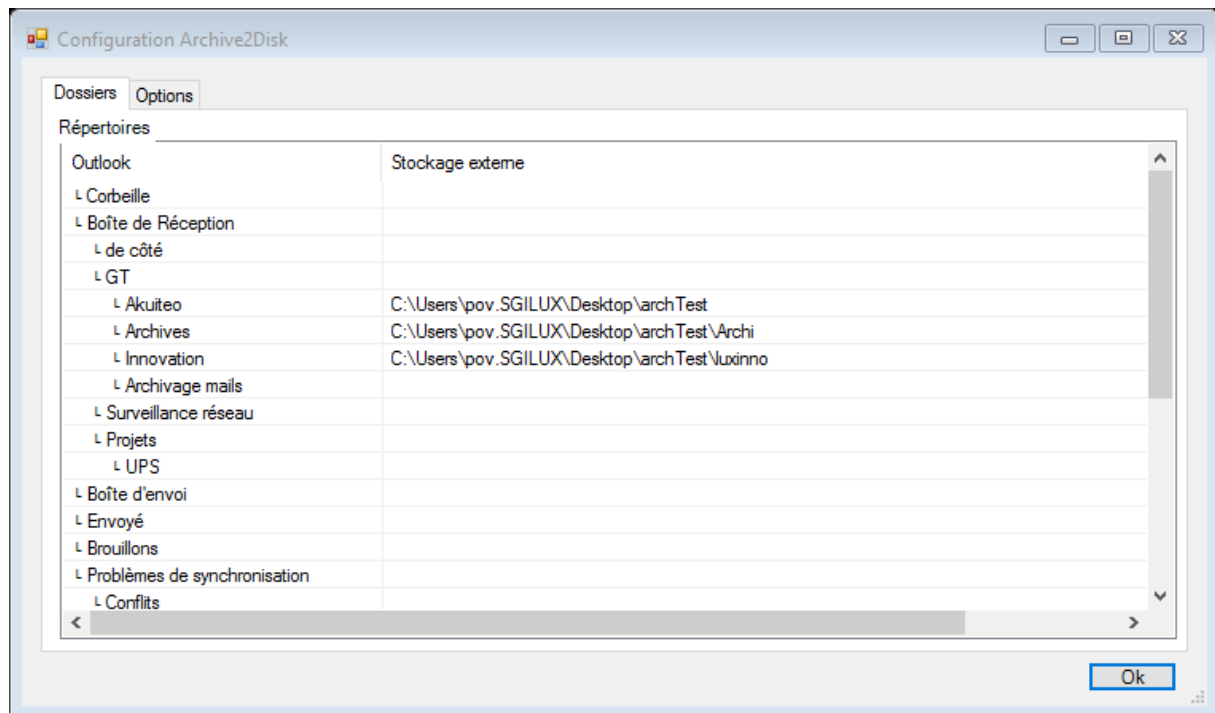 Configuration Archive2Disk
Dossiers Options
Répertoires
Outlook Stockage externe
└ Corbeille
└ Boîte de Réception
└ de côté
└ GT
└ Akuiteo C:\Users\pov.SGILUX\Desktop\archTest
└ Archives C:\Users\pov.SGILUX\Desktop\archTest\Archi
└ Innovation C:\Users\pov.SGILUX\Desktop\archTest\luxinno
└ Archivage mails
└ Surveillance réseau
└ Projets
└ UPS
└ Boîte d'envoi
└ Envoyé
└ Brouillons
└ Problèmes de synchronisation
└ Conflits
Ok